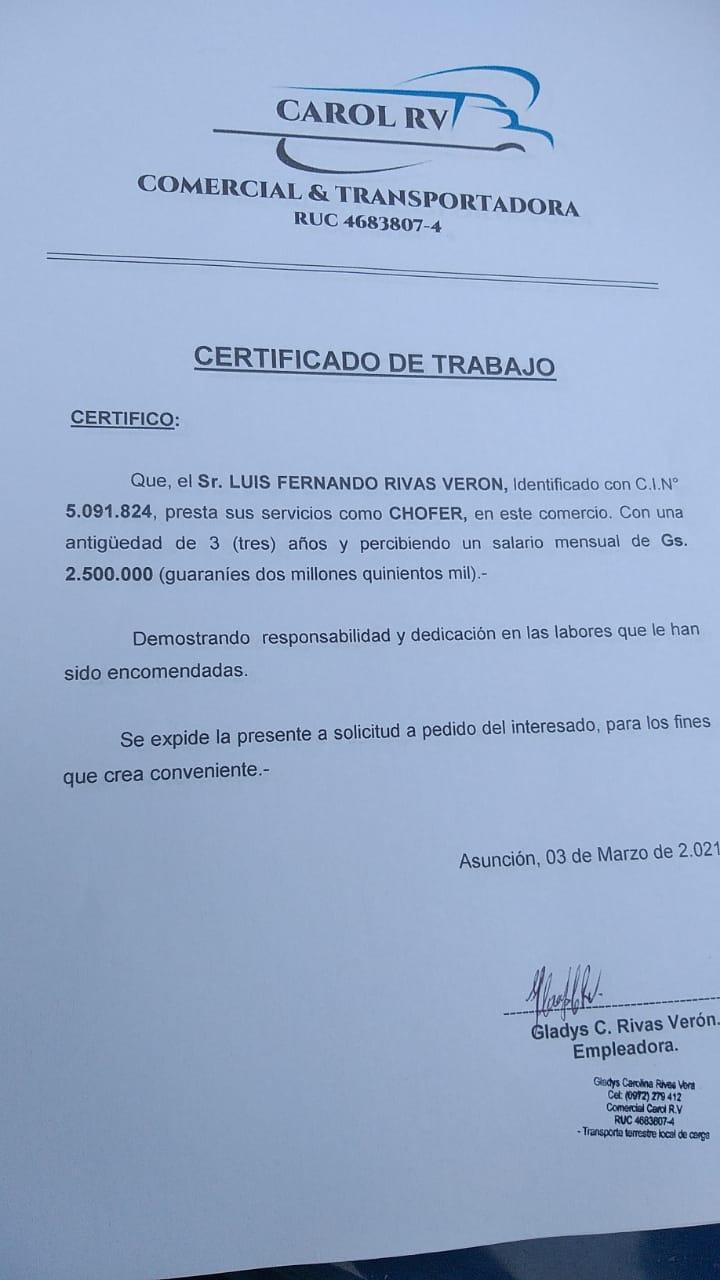 CAROL RV
COMERCIAL & TRANSPORTADORA
RUC 4683807-4
CERTIFICADO DE TRABAJO
CERTIFICO:
Que, el Sr. LUIS FERNANDO RIVAS VERON, Identificado con C.I.N°
5.091.824, presta sus servicios como CHOFER, en este comercio. Con una
antigüedad de 3 (tres) años y percibiendo un salario mensual de Gs.
2.500.000 (guaraníes dos millones quinientos mil).-
Demostrando responsabilidad y dedicación en las labores que le han
sido encomendadas.
Se expide la presente a solicitud a pedido del interesado, para los fines
que crea conveniente.-
Asunción, 03 de Marzo de 2.021
Gladys C. Rivas Verón.
Empleadora.
Gladys Carolina Rivas Vera
Cel: (0972) 279 412
Comercial Carol R.V
RUC 4683807-4
- Transporte terrestre local de carga